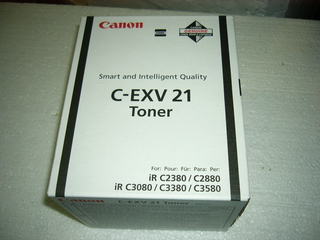 Canon
Smart and Intelligent Quality
C-EXV 21
Toner
For: Pour: Für: Para: Per:
iR C2380 / C2880
iR C3080 / C3380 / C3580
Canon
C-EXV 21 Toner